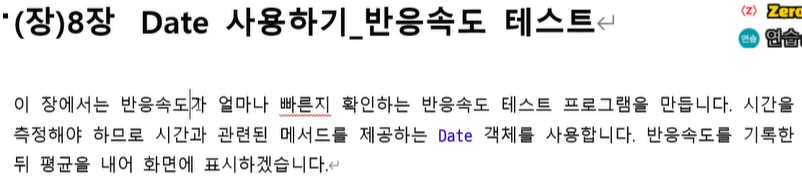 (장)8장 Date 사용하기_반응속도 테스트
이 장에서는 반응속도가 얼마나 빠른지 확인하는 반응속도 테스트 프로그램을 만듭니다. 시간을
측정해야 하므로 시간과 관련된 메서드를 제공하는 Date 객체를 사용합니다. 반응속도를 기록한
뒤 평균을 내어 화면에 표시하겠습니다.
⟨Z⟩ Zero
연습 연습